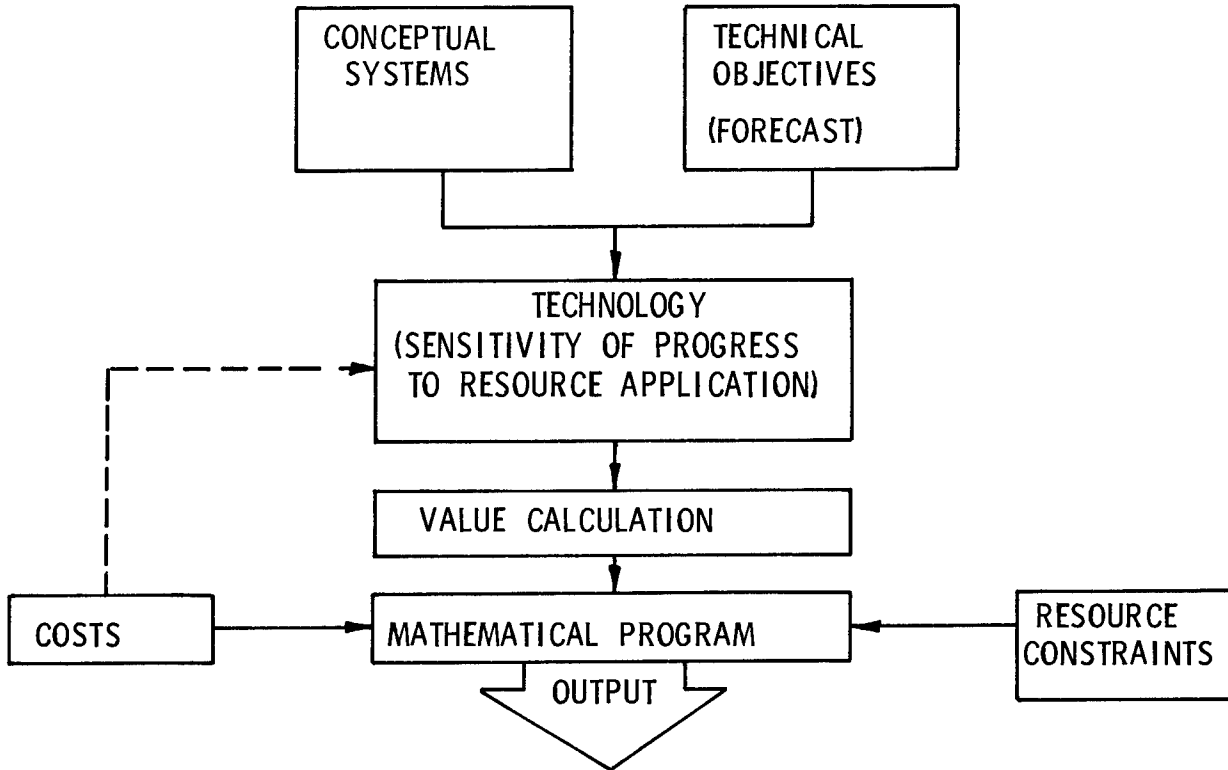 CONCEPTUAL
SYSTEMS
TECHNICAL
OBJECTIVES
(FORECAST)
TECHNOLOGY
(SENSITIVITY OF PROGRESS
TO RESOURCE APPLICATION)
VALUE CALCULATION
COSTS
MATHEMATICAL PROGRAM
RESOURCE
CONSTRAINTS
OUTPUT